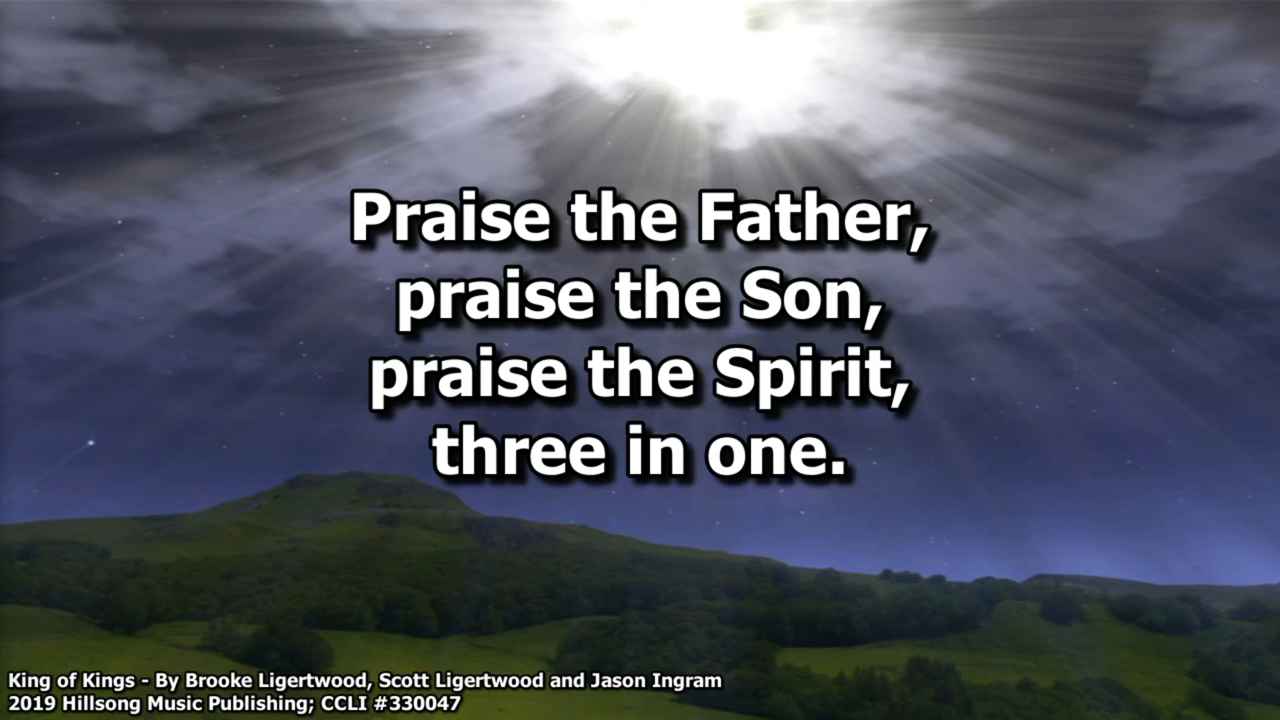 Praise the Father,
praise the Son,
praise the Spirit,
three in one.
King of Kings - By Brooke Ligertwood, Scott Ligertwood and Jason Ingram
2019 Hillsong Music Publishing; CCLI #330047